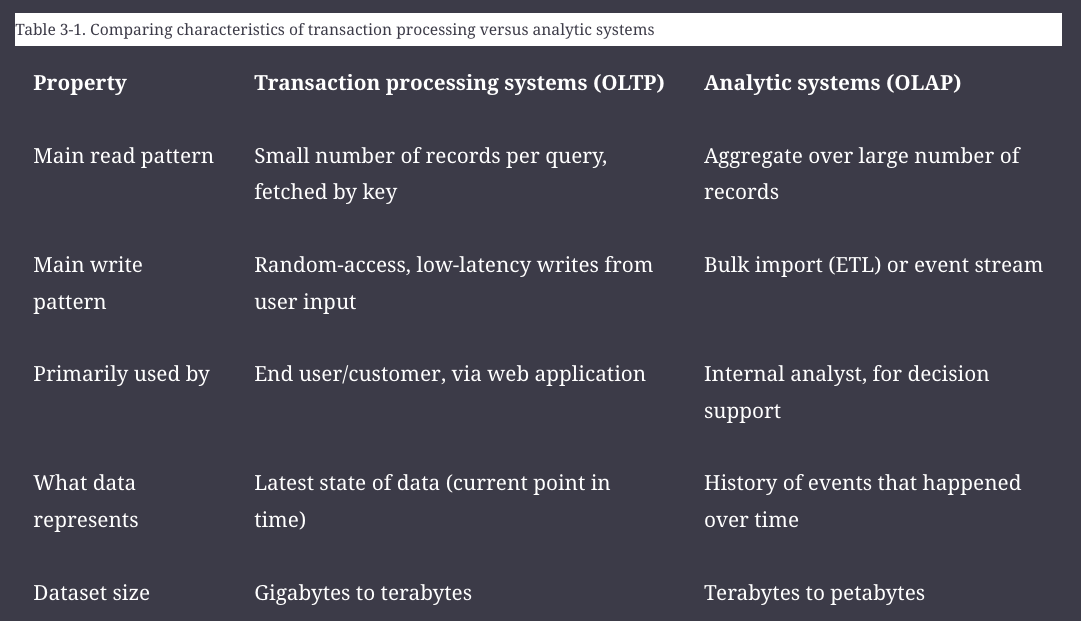 Table 3-1. Comparing characteristics of transaction processing versus analytic systems
Property Transaction processing systems (OLTP) Analytic systems (OLAP)
Main read pattern Small number of records per query, Aggregate over large number of
fetched by key records
Main write Random-access, low-latency writes from Bulk import (ETL) or event stream
pattern user input
Primarily used by End user/customer, via web application Internal analyst, for decision
support
What data Latest state of data (current point in History of events that happened
represents time) over time
Dataset size Gigabytes to terabytes Terabytes to petabytes